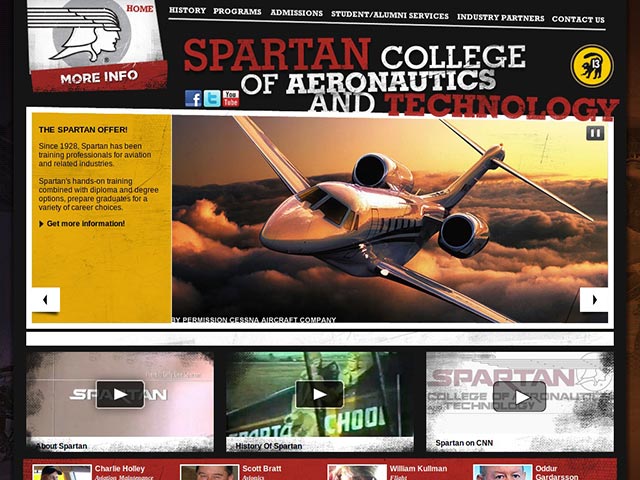 HOME
HISTORY PROGRAMS ADMISSIONS STUDENT/ALUMNI SERVICES INDUSTRY PARTNERS CONTACT US
MORE INFO
SPARTAN COLLEGE
OF AERONAUTICS
AND TECHNOLOGY
13
You
Tube
THE SPARTAN OFFER!
Since 1928, Spartan has been
training professionals for aviation
and related industries.
Spartan's hands-on training
combined with diploma and degree
options, prepare graduates for a
variety of career choices.
Get more information!
BY PERMISSION CESSNA AIRCRAFT COMPANY
SPARTAN
About Spartan
CHOOL
History Of Spartan
SPARTAN
COLLEGE OF AERONAUTICS
TECHNOLOGY
Spartan on CNN
Charlie Holley
Aviation Maintenance
Scott Bratt
Avionics
William Kullman
Flight
Oddur
Gardarsson